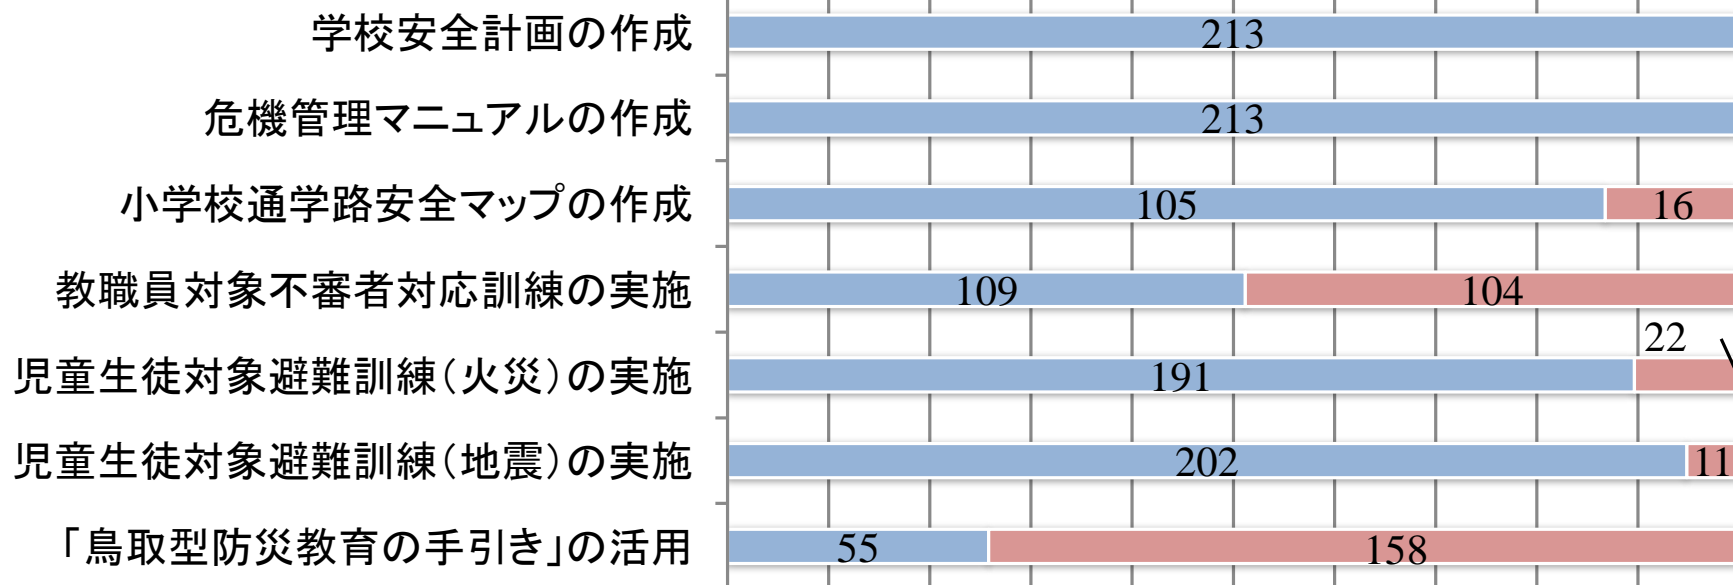 学校安全計画の作成 213
危機管理マニュアルの作成 213
小学校通学路安全マップの作成 105 16
教職員対象不審者対応訓練の実施 109 104
22
児童生徒対象避難訓練(火災)の実施 191
児童生徒対象避難訓練(地震)の実施 202 11
「鳥取型防災教育の手引き」の活用 55 158